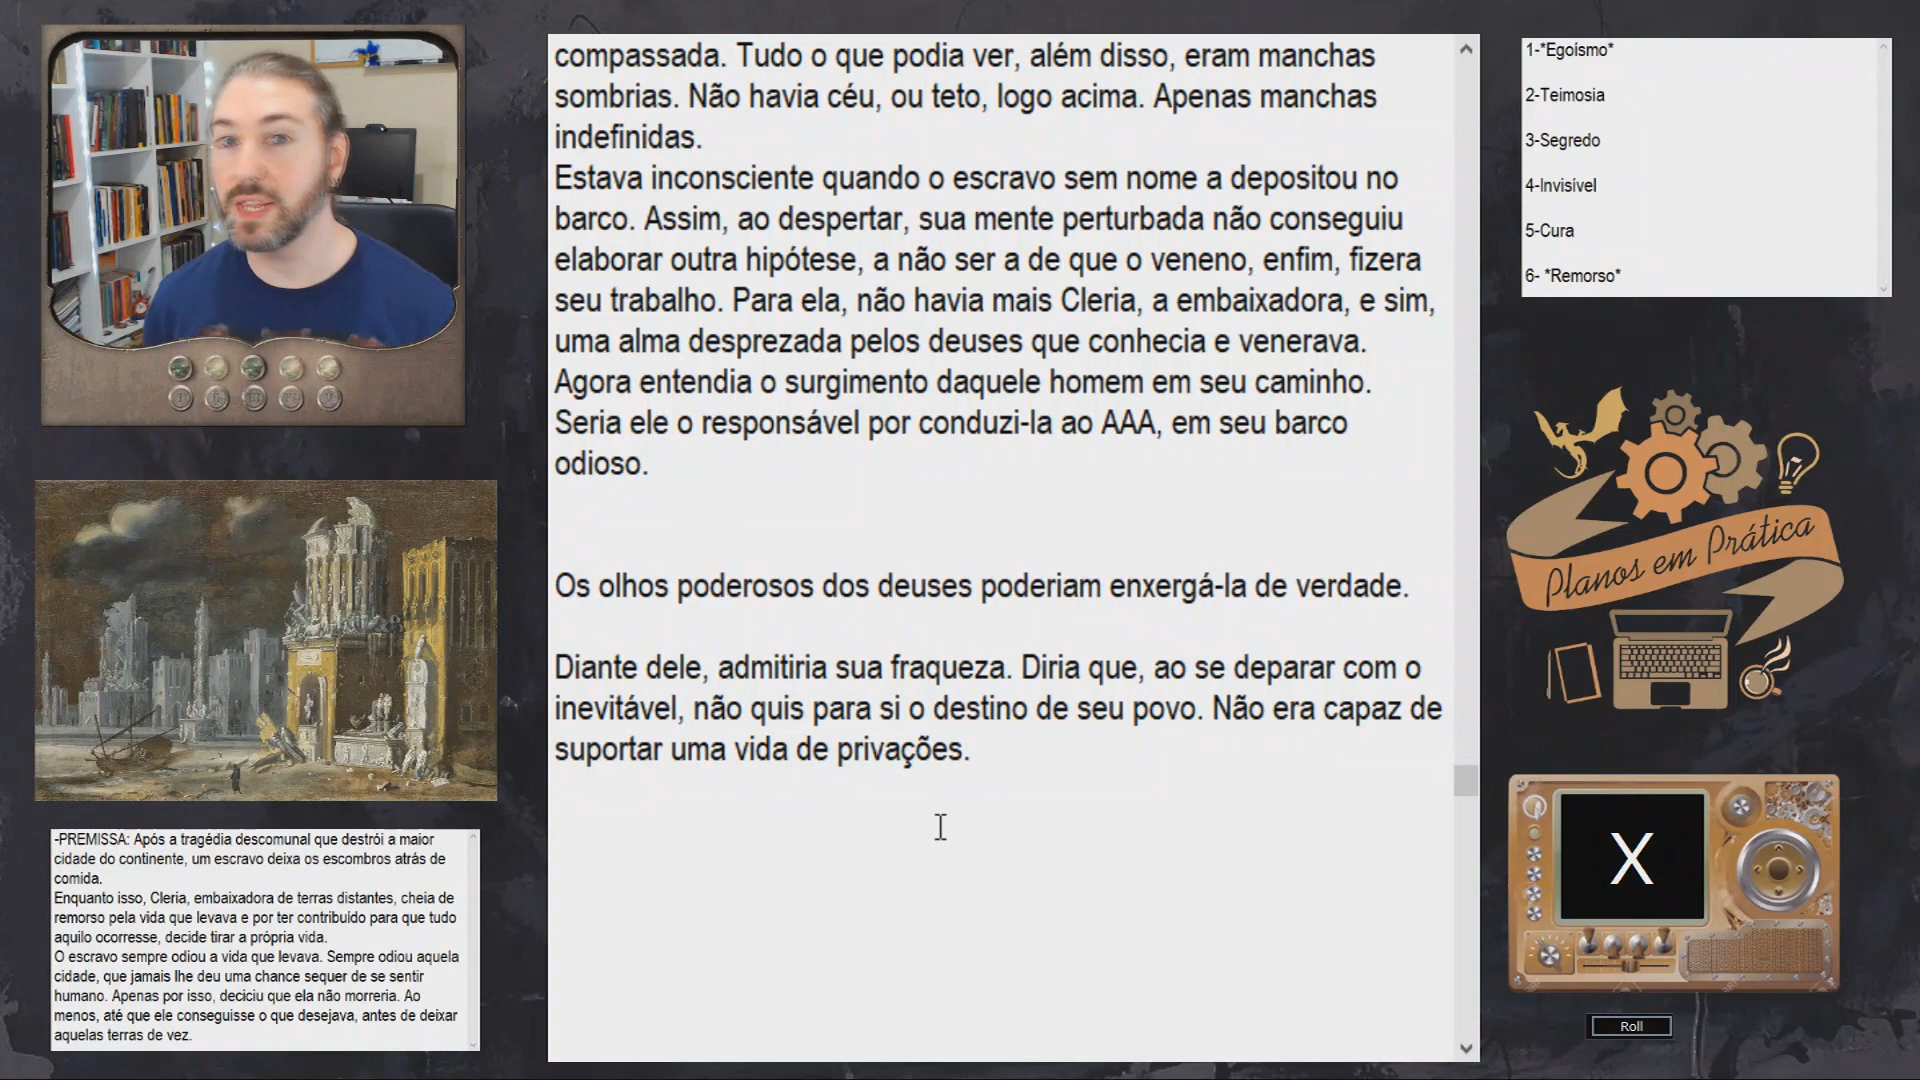 compassada. Tudo o que podia ver, além disso, eram manchas
sombrias. Não havia céu, ou teto, logo acima. Apenas manchas
indefinidas.
Estava inconsciente quando o escravo sem nome a depositou no
barco. Assim, ao despertar, sua mente perturbada não conseguiu
elaborar outra hipótese, a não ser a de que o veneno, enfim, fizera
seu trabalho. Para ela, não havia mais Cleria, a embaixadora, e sim,
uma alma desprezada pelos deuses que conhecia e venerava.
Agora entendia o surgimento daquele homem em seu caminho.
Seria ele o responsável por conduzi-la ao AAA, em seu barco
odioso.
Os olhos poderosos dos deuses poderiam enxergá-la de verdade.
Diante dele, admitiria sua fraqueza. Diria que, ao se deparar com o
inevitável, não quis para si o destino de seu povo. Não era capaz de
suportar uma vida de privações.
1-*Egoísmo*
2-Teimosia
3-Segredo
4-Invisível
5-Cura
6- *Remorso*
Planos em Prática
X
Roll
-PREMISSA: Após a tragédia descomunal que destrói a maior
cidade do continente, um escravo deixa os escombros atrás de
comida.
Enquanto isso, Cleria, embaixadora de terras distantes, cheia de
remorso pela vida que levava e por ter contribuído para que tudo
aquilo ocorresse, decide tirar a própria vida.
O escravo sempre odiou a vida que levava. Sempre odiou aquela
cidade, que jamais lhe deu uma chance sequer de se sentir
humano. Apenas por isso, deciciu que ela não morreria. Ao
menos, até que ele conseguisse o que desejava, antes de deixar
aquelas terras de vez.